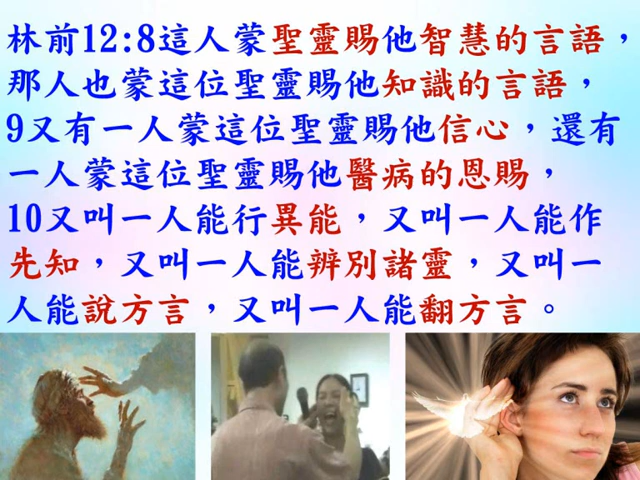 林前12:8這人蒙聖靈賜他智慧的言語，
那人也蒙這位聖靈賜他知識的言語，
9又有一人蒙這位聖靈賜他信心，還有
一人蒙這位聖靈賜他醫病的恩賜，
10又叫一人能行異能，又叫一人能作
先知，又叫一人能辨別諸靈，又叫一
人能說方言，又叫一人能翻方言。